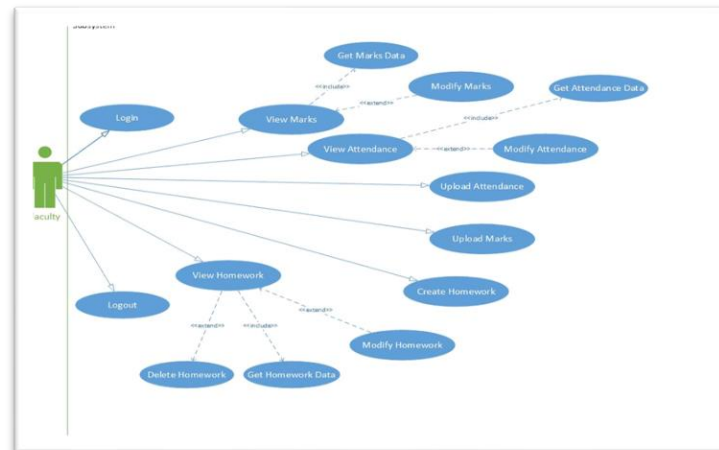 Get Marks Data
<<include>>
Modify Marks
Get Attendance Data
<<extend>>
Login
View Marks
<<include>>
View Attendance
<<extend>>
Modify Attendance
Upload Attendance
aculty
Upload Marks
View Homework
Create Homework
Logout
<<extend>>
<<extend>>
<<include>>
Modify Homework
Delete Homework
Get Homework Data